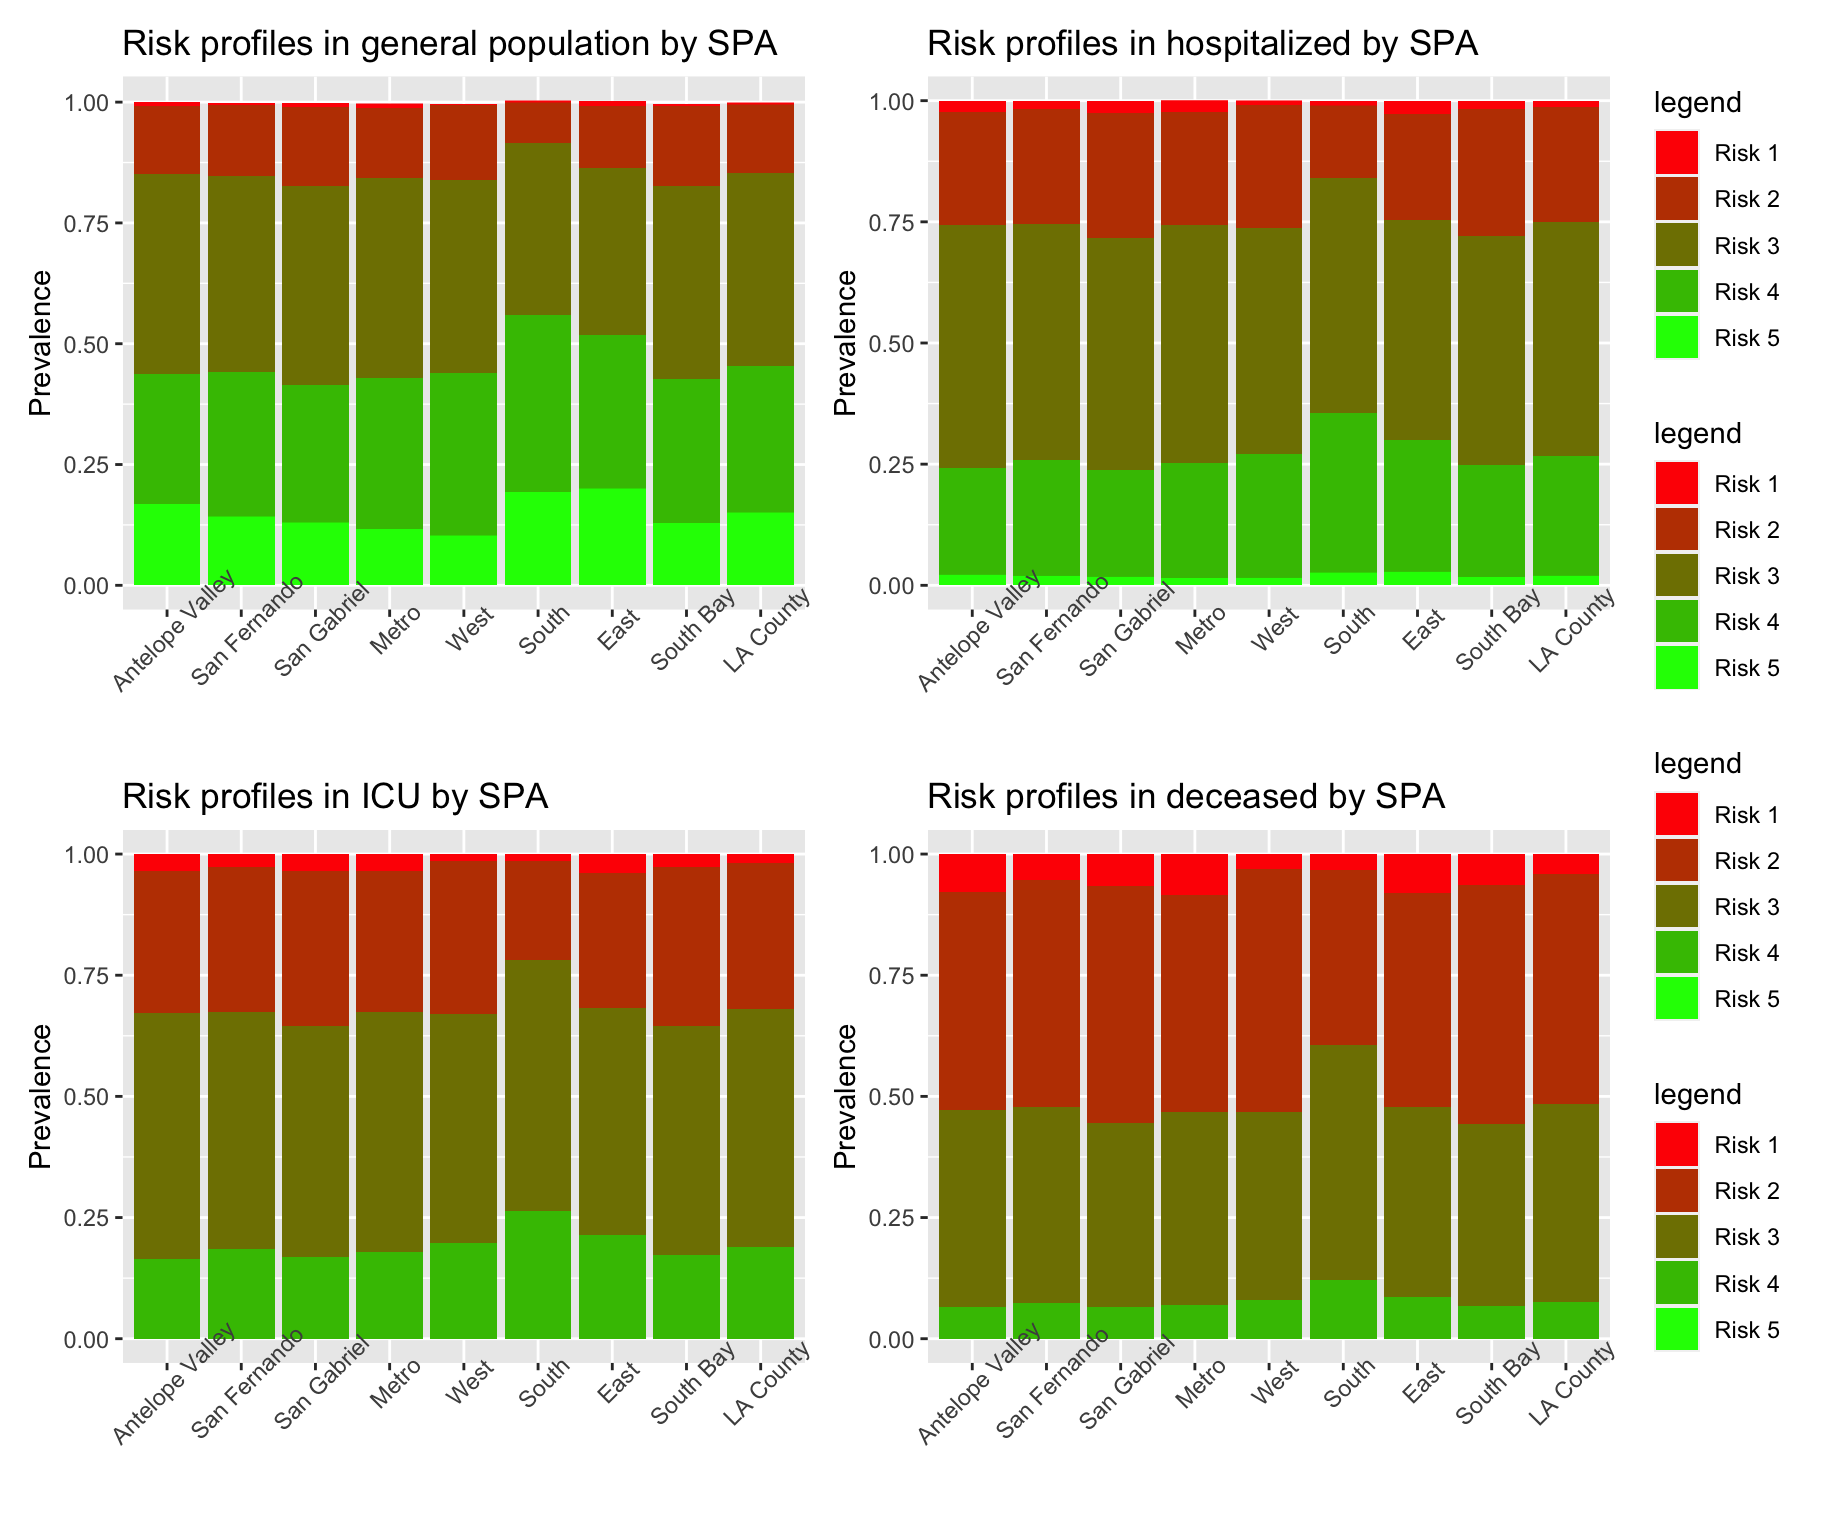 Risk profiles in general population by SPA
1.00
0.75
0.50
0.25
0.00
Prevalence
Antelope Valley
San Fernando
San Gabriel
Metro
West
South
East
South Bay
LA County
Risk profiles in hospitalized by SPA
1.00
0.75
0.50
0.25
0.00
Prevalence
Antelope Valley
San Fernando
San Gabriel
Metro
West
South
East
South Bay
LA County
legend
Risk 1
Risk 2
Risk 3
Risk 4
Risk 5
legend
Risk 1
Risk 2
Risk 3
Risk 4
Risk 5
Risk profiles in ICU by SPA
1.00
0.75
0.50
0.25
0.00
Prevalence
Antelope Valley
San Fernando
San Gabriel
Metro
West
South
East
South Bay
LA County
Risk profiles in deceased by SPA
1.00
0.75
0.50
0.25
0.00
Prevalence
Antelope Valley
San Fernando
San Gabriel
Metro
West
South
East
South Bay
LA County
legend
Risk 1
Risk 2
Risk 3
Risk 4
Risk 5
legend
Risk 1
Risk 2
Risk 3
Risk 4
Risk 5